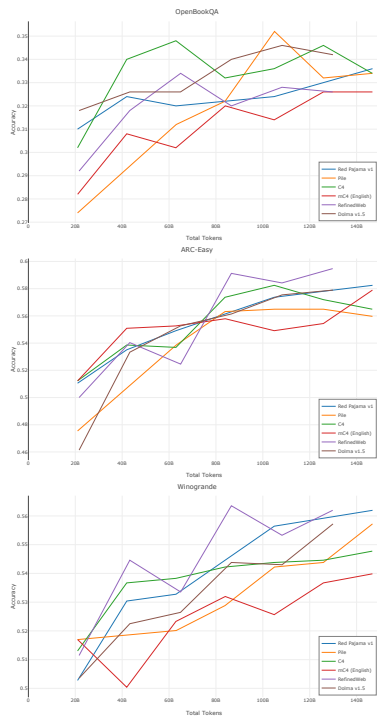 OpenBookQA
0.35
0.34
0.33
0.32
0.31
0.3
0.29
0.28
0.27
Accuracy
0
20B
40B
60B
80B
100B
120B
140B
Total Tokens
Red Pajama v1
Pile
C4
mC4 (English)
RefinedWeb
Dolma v1.5
ARC-Easy
0.6
0.58
0.56
0.54
0.52
0.5
0.48
0.46
Accuracy
0
20B
40B
60B
80B
100B
120B
140B
Total Tokens
Red Pajama v1
Pile
C4
mC4 (English)
RefinedWeb
Dolma v1.5
Winogrande
0.56
0.55
0.54
0.53
0.52
0.51
0.5
Accuracy
0
20B
40B
60B
80B
100B
120B
140B
Total Tokens
Red Pajama v1
Pile
C4
mC4 (English)
RefinedWeb
Dolma v1.5